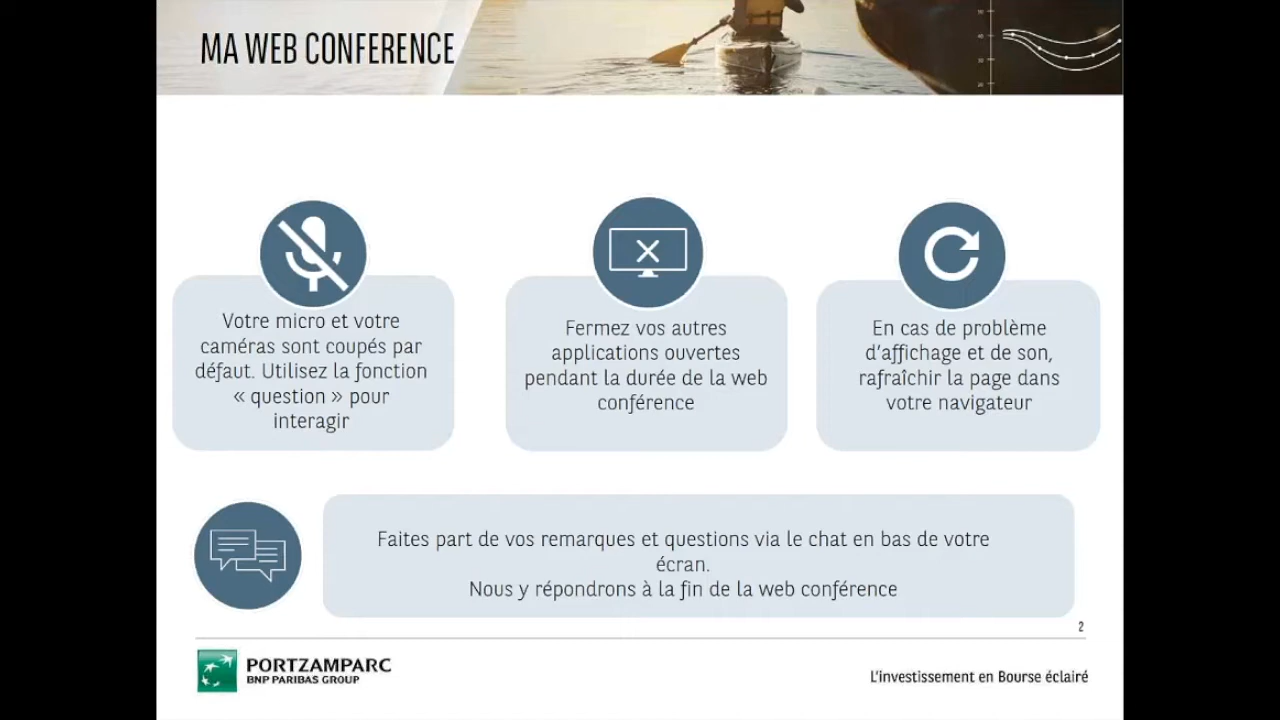 MA WEB CONFERENCE
50
40
30
20
Votre micro et votre
caméras sont coupés par
défaut. Utilisez la fonction
« question » pour
interagir
Fermez vos autres
applications ouvertes
pendant la durée de la web
conférence
En cas de problème
d'affichage et de son,
rafraîchir la page dans
votre navigateur
Faites part de vos remarques et questions via le chat en bas de votre
écran.
Nous y répondrons à la fin de la web conférence
2
PORTZAMPARC
BNP PARIBAS GROUP
L'investissement en Bourse éclairé